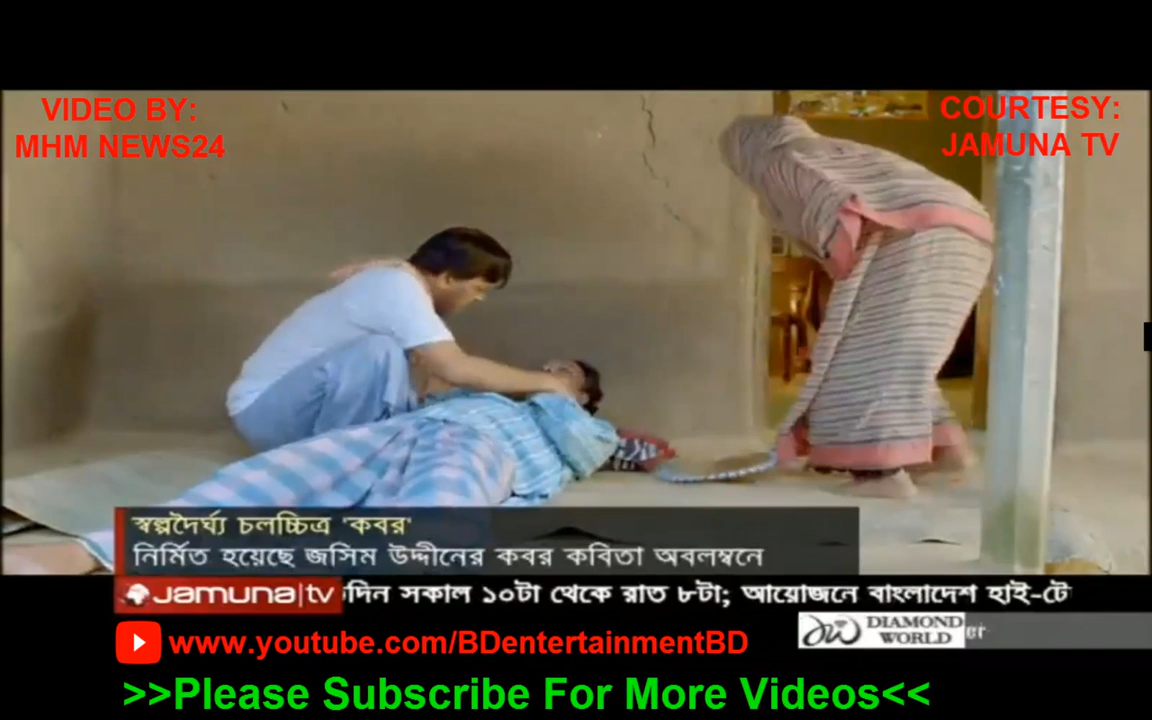 VIDEO BY:
MHM NEWS24
COURTESY:
JAMUNA TV
স্বল্পদৈর্ঘ্য চলচ্চিত্র 'কবর'
নির্মিত হয়েছে জসিম উদ্দীনের কবর কবিতা অবলম্বনে
Jamuna|tv
দিন সকাল ১০টা থেকে রাত ৮টা; আয়োজনে বাংলাদেশ হাই-টে
www.youtube.com/BDentertainmentBD
DIAMOND
WORLD
>>Please Subscribe For More Videos<<